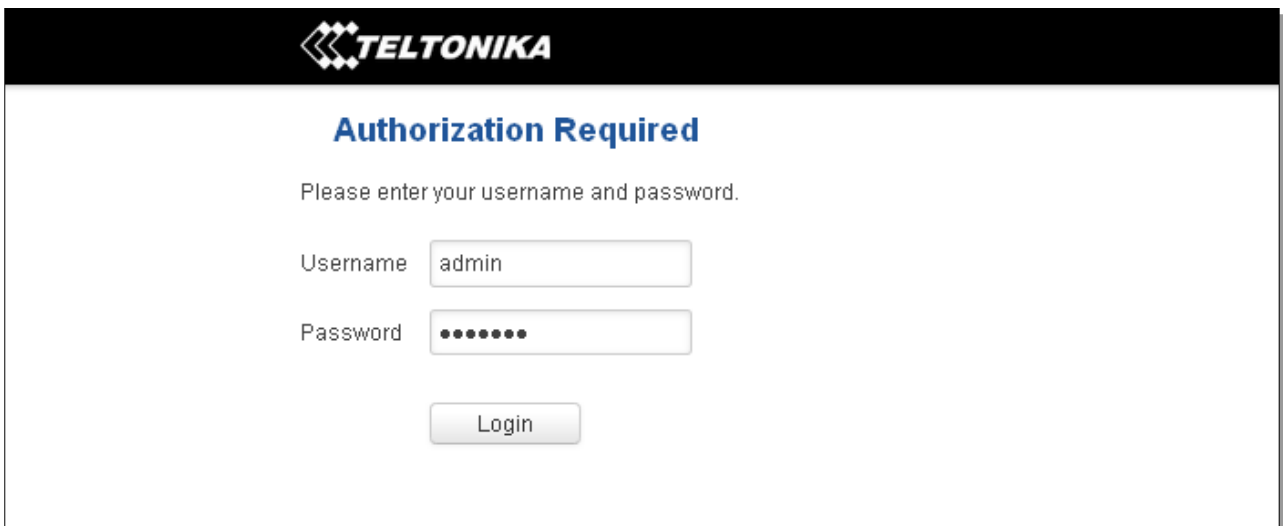 TELTONIKA
Authorization Required
Please enter your username and password.
Username admin
Password •••••••
Login